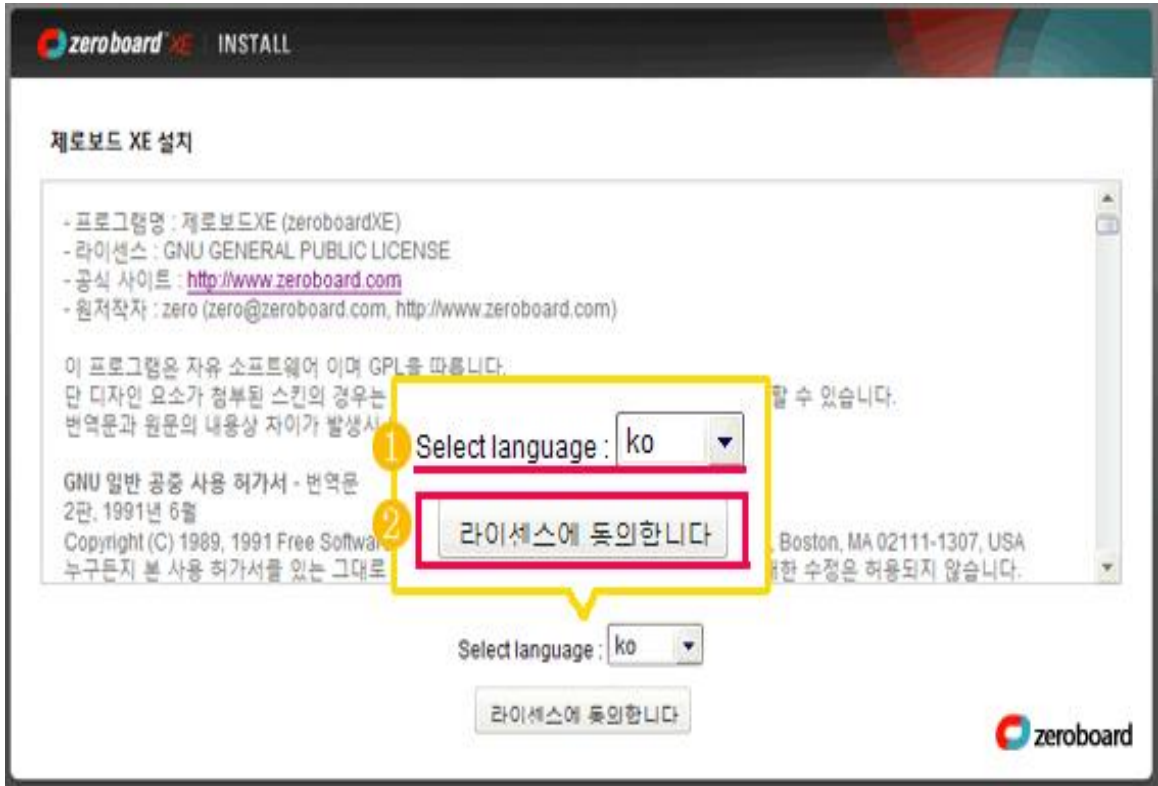 zeroboard XE INSTALL
제로보드 XE 설치
- 프로그램명 : 제로보드XE (zeroboardXE)
- 라이센스 : GNU GENERAL PUBLIC LICENSE
- 공식 사이트 : http://www.zeroboard.com
- 원저작자 : zero (zero@zeroboard.com, http://www.zeroboard.com)
이 프로그램은 자유 소프트웨어 이며 GPL을 따릅니다.
단 디자인 요소가 첨부된 스킨의 경우는 할 수 있습니다.
번역문과 원문의 내용상 차이가 발생시
GNU 일반 공중 사용 허가서 - 번역문
2판, 1991년 6월
Copyright (C) 1989, 1991 Free Softwar , Boston, MA 02111-1307, USA
누구든지 본 사용 허가서를 있는 그대로 수정은 허용되지 않습니다.
1 Select language : ko
2 라이센스에 동의합니다
Select language : ko
라이센스에 동의합니다
zeroboard